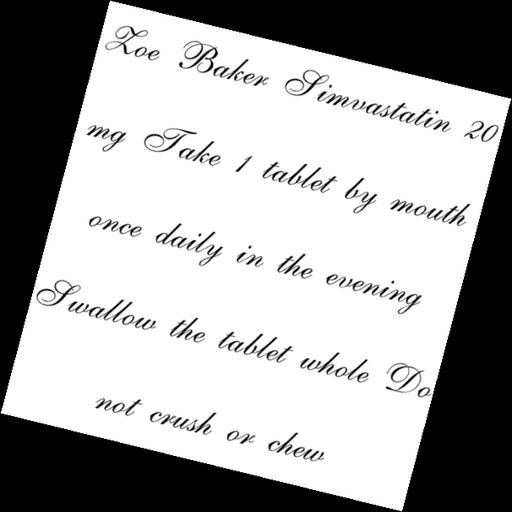 Zoe Baker Simvastatin 20
mg Take 1 tablet by mouth
once daily in the evening
Swallow the tablet whole Do
not crush or chew